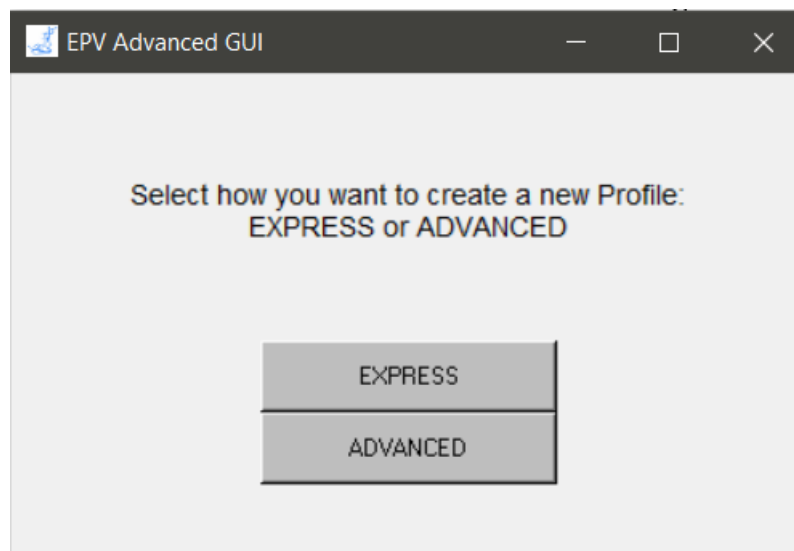 EPV Advanced GUI
Select how you want to create a new Profile:
EXPRESS or ADVANCED
EXPRESS
ADVANCED